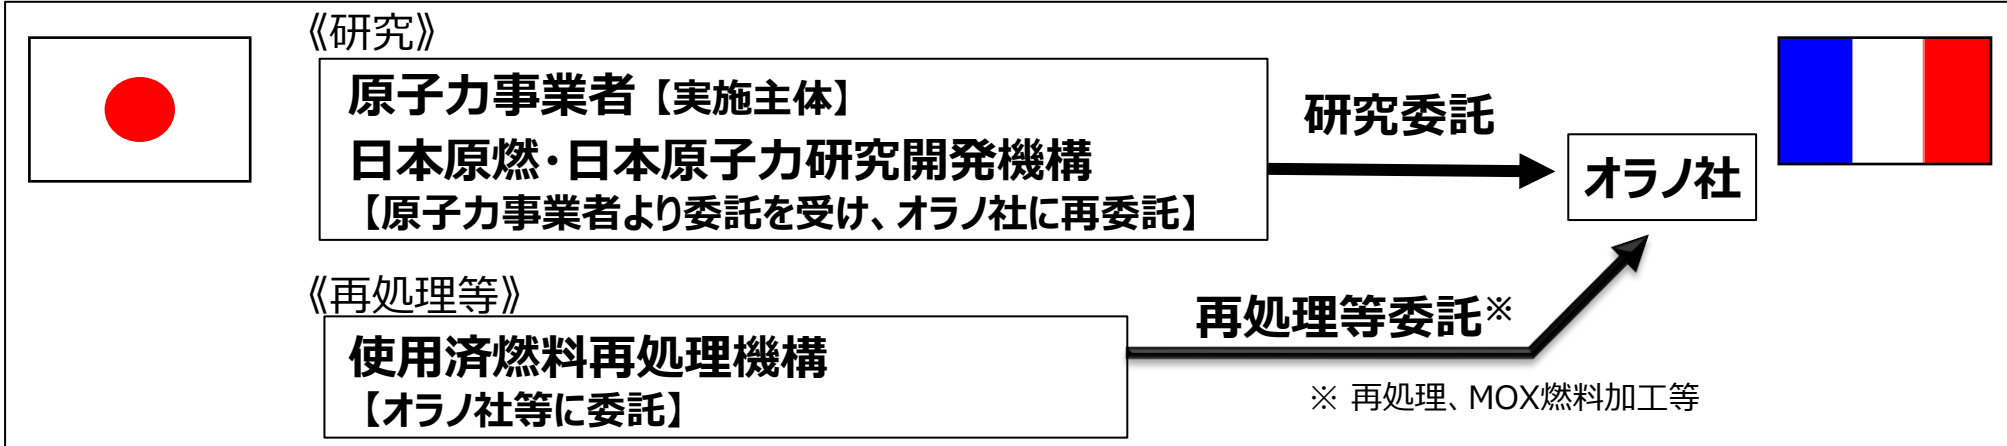 《研究》
原子力事業者【実施主体】
日本原燃・日本原子力研究開発機構
【原子力事業者より委託を受け、オラノ社に再委託】
研究委託
オラノ社
《再処理等》
使用済燃料再処理機構
【オラノ社等に委託】
再処理等委託※
※ 再処理、MOX燃料加工等